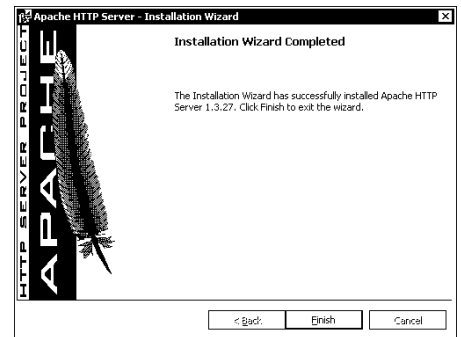 Apache HTTP Server - Installation Wizard
HTTP SERVER PROJECT
APACHE
Installation Wizard Completed
The Installation Wizard has successfully installed Apache HTTP
Server 1.3.27. Click Finish to exit the wizard.
< Back
Finish
Cancel